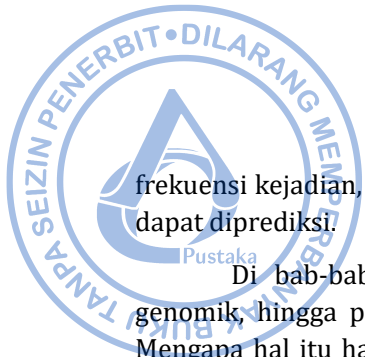 DILARANG MEMPERBANYAK BUKU TANPA SEIZIN PENERBIT
Pustaka
frekuensi kejadian,
dapat diprediksi.
Di bab-bab
genomik, hingga p
Mengapa hal itu ha